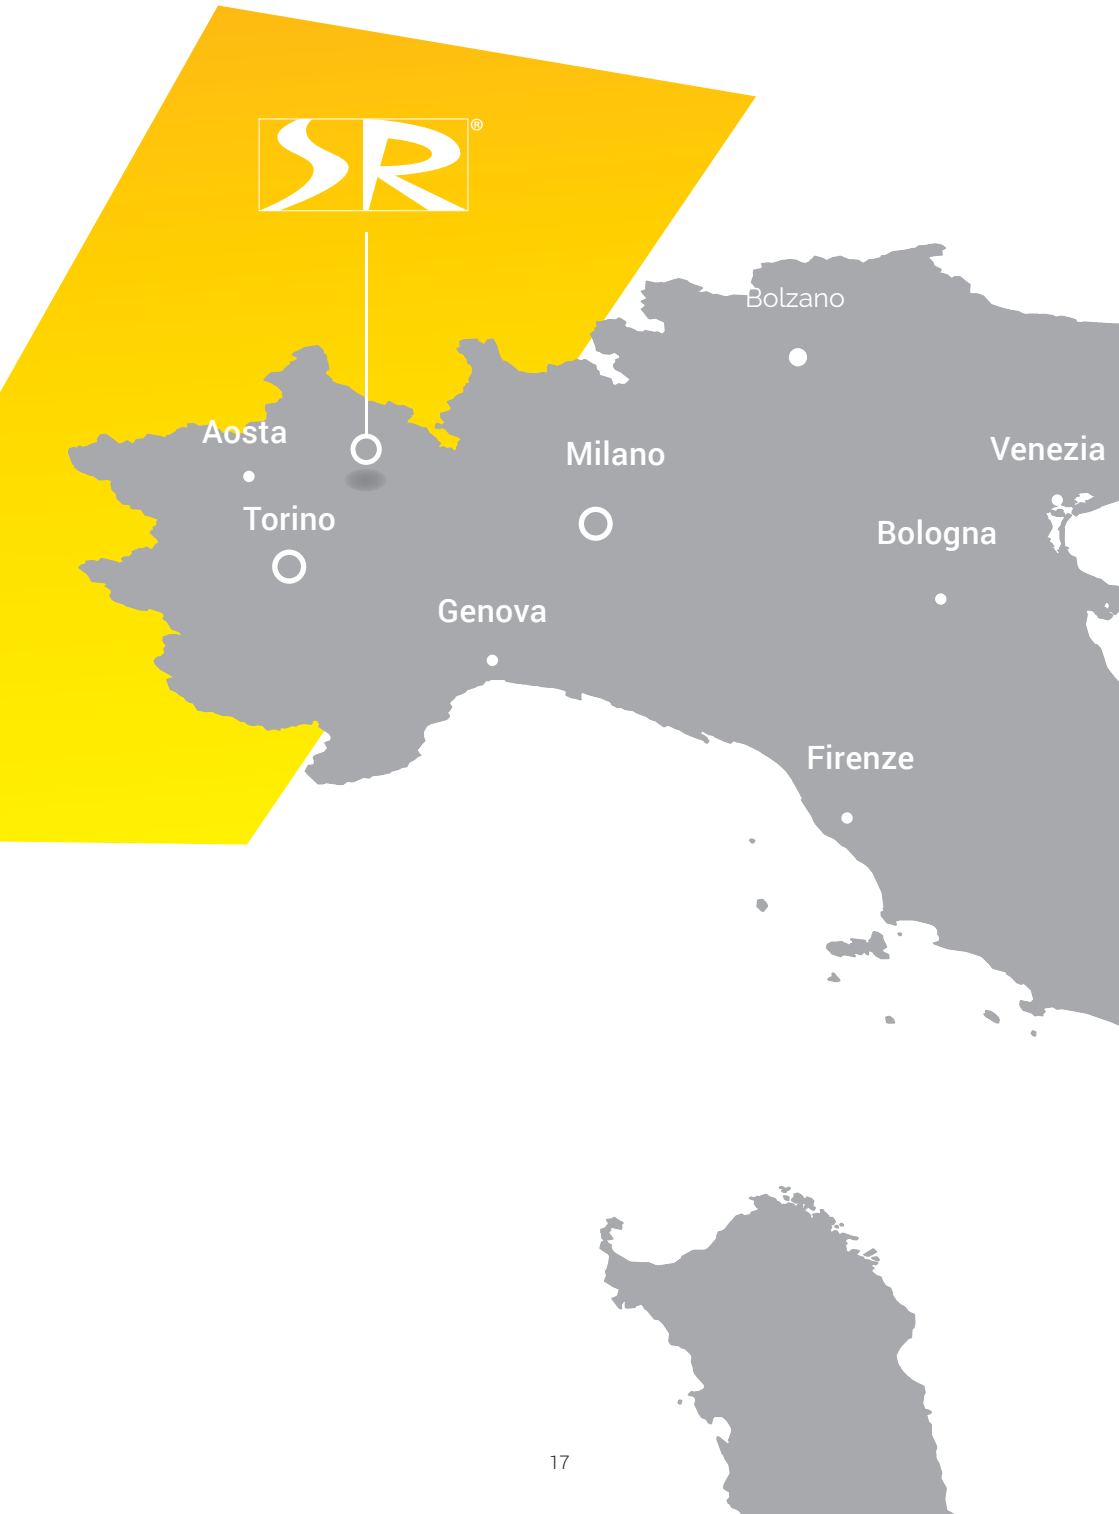 SR®
Bolzano
Aosta
Milano
Venezia
Torino
Bologna
Genova
Firenze
17